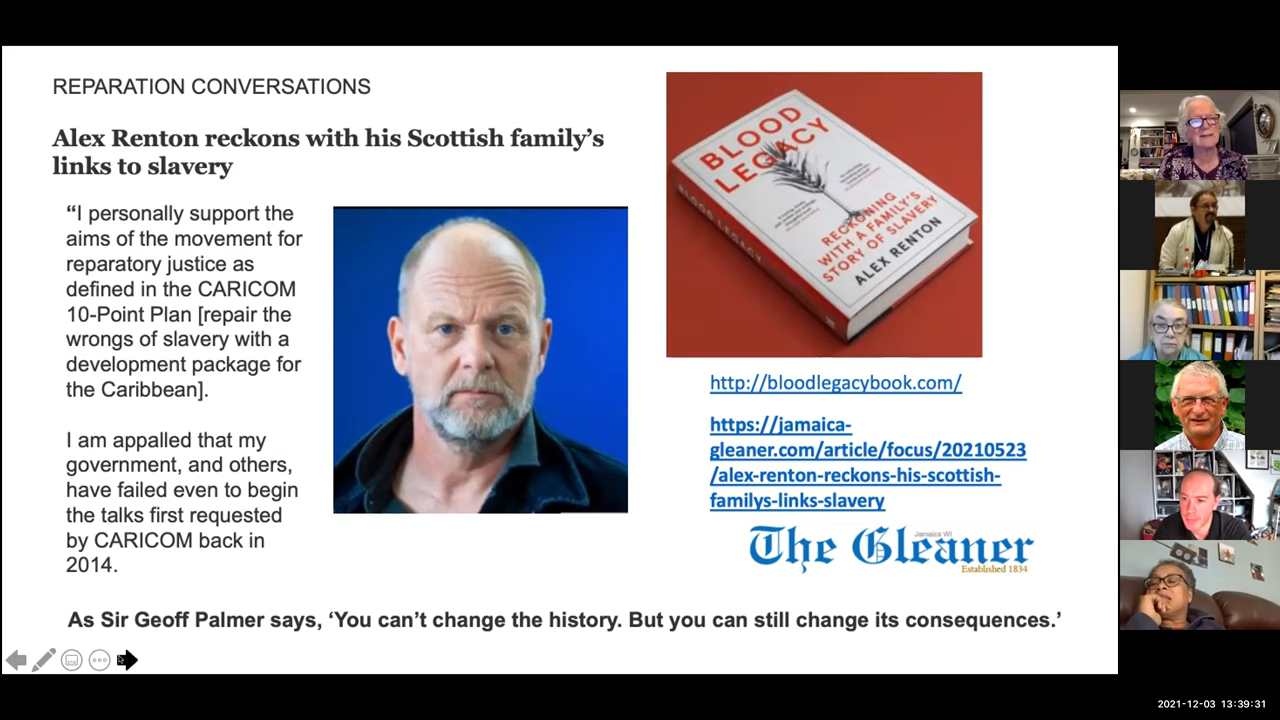 REPARATION CONVERSATIONS
Alex Renton reckons with his Scottish family’s
links to slavery
“I personally support the
aims of the movement for
reparatory justice as
defined in the CARICOM
10-Point Plan [repair the
wrongs of slavery with a
development package for
the Caribbean].
I am appalled that my
government, and others,
have failed even to begin
the talks first requested
by CARICOM back in
2014.
BLOOD
LEGACY
RECKONING
WITH A FAMILY'S
STORY OF SLAVERY
ALEX RENTON
BLOOD LEGACY
http://bloodlegacybook.com/
https://jamaica-
gleaner.com/article/focus/20210523
/alex-renton-reckons-his-scottish-
familys-links-slavery
Jamaica WI
The Gleaner
Established 1834
As Sir Geoff Palmer says, ‘You can’t change the history. But you can still change its consequences.’
2021-12-03 13:39:31